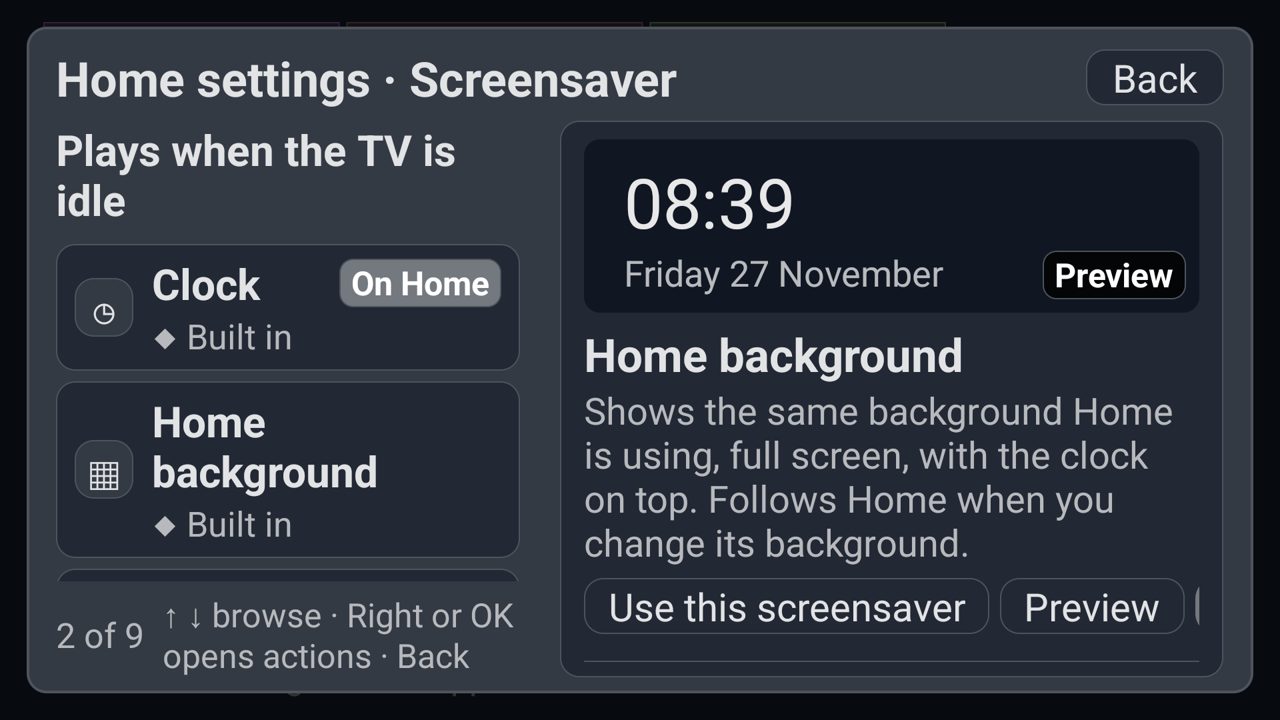 Home settings · Screensaver
Back
Plays when the TV is
idle
Clock
On Home
◆ Built in
Home
background
◆ Built in
2 of 9
↑ ↓ browse · Right or OK
opens actions · Back
08:39
Friday 27 November
Preview
Home background
Shows the same background Home
is using, full screen, with the clock
on top. Follows Home when you
change its background.
Use this screensaver
Preview